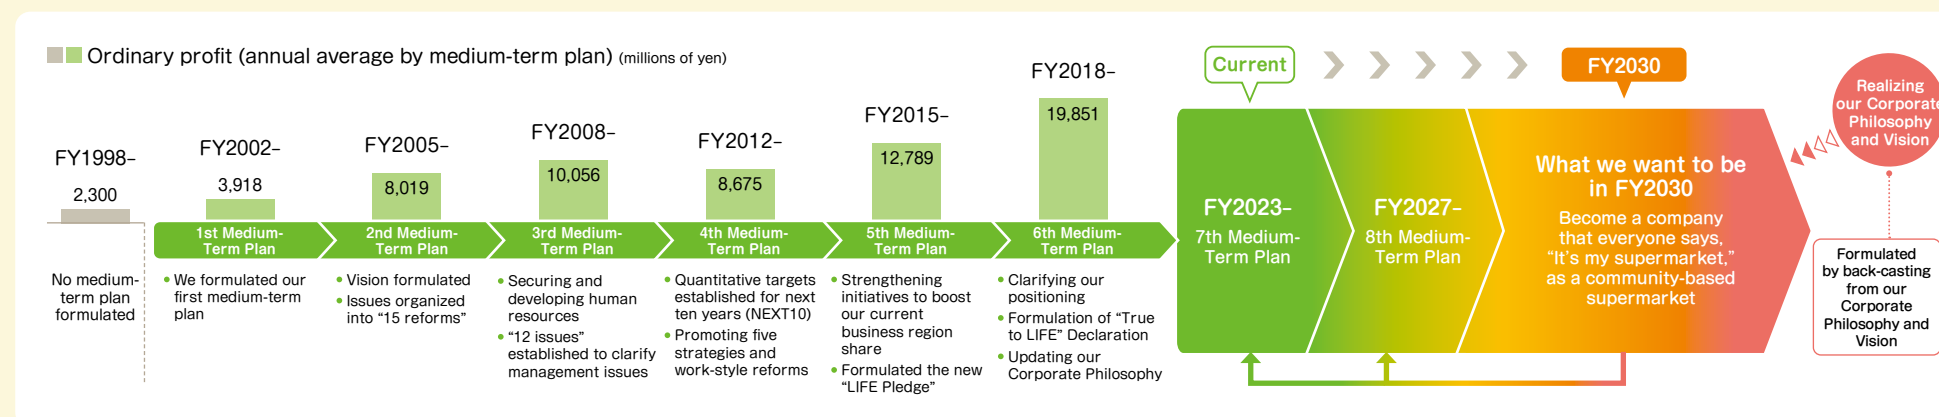 Ordinary profit (annual average by medium-term plan) (millions of yen)
FY1998–
2,300
No medium-
term plan
formulated
FY2002–
3,918
1st Medium-
Term Plan
• We formulated our
first medium-term
plan
FY2005–
8,019
2nd Medium-
Term Plan
• Vision formulated
• Issues organized
into “15 reforms”
FY2008–
10,056
3rd Medium-
Term Plan
• Securing and
developing human
resources
• “12 issues”
established to clarify
management issues
FY2012–
8,675
4th Medium-
Term Plan
• Quantitative targets
established for next
ten years (NEXT10)
• Promoting five
strategies and
work-style reforms
FY2015–
12,789
5th Medium-
Term Plan
• Strengthening
initiatives to boost
our current
business region
share
• Formulated the new
“LIFE Pledge”
FY2018–
19,851
6th Medium-
Term Plan
• Clarifying our
positioning
• Formulation of “True
to LIFE” Declaration
• Updating our
Corporate Philosophy
Current
FY2023–
7th Medium-
Term Plan
FY2027–
8th Medium-
Term Plan
FY2030
What we want to be
in FY2030
Become a company
that everyone says,
“It’s my supermarket,”
as a community-based
supermarket
Realizing
our Corporate
Philosophy
and Vision
Formulated
by back-casting
from our
Corporate
Philosophy and
Vision